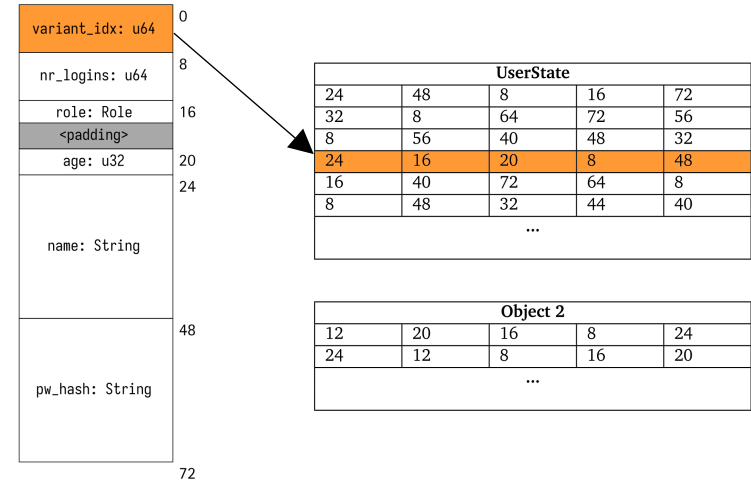 variant_idx: u64
0
nr_logins: u64
8
role: Role
16
<padding>
age: u32
20
name: String
24
pw_hash: String
48
72
UserState
24 48 8 16 72
32 8 64 72 56
8 56 40 48 32
24 16 20 8 48
16 40 72 64 8
8 48 32 44 40
...
Object 2
12 20 16 8 24
24 12 8 16 20
...